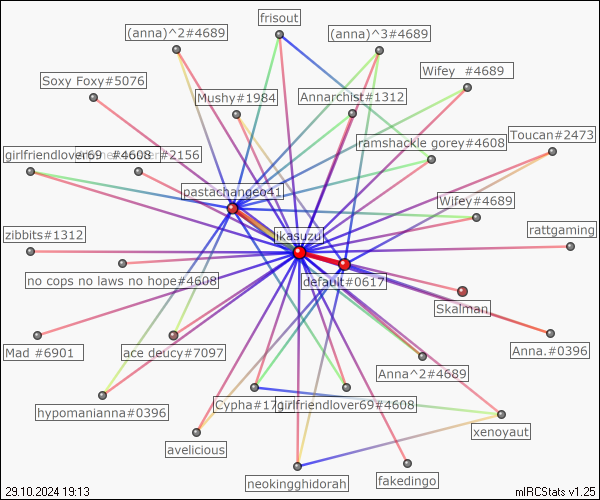 frisout
(anna)^2#4689
(anna)^3#4689
Wifey #4689
Soxy Foxy#5076
Mushy#1984
Annarchist#1312
Toucan#2473
ramshackle gorey#4608
girlfriendlover69 #4608
#2156
pastachangeo41
Wifey#4689
zibbits#1312
ikasuzu
rattgaming
no cops no laws no hope#4608
default#0617
Skalman
Mad #6901
ace deucy#7097
Anna.#0396
Anna^2#4689
hypomanianna#0396
girlfriendlover69#4608
xenoyaut
avelicious
neokingghidorah
fakedingo
29.10.2024 19:13
mIRCStats v1.25